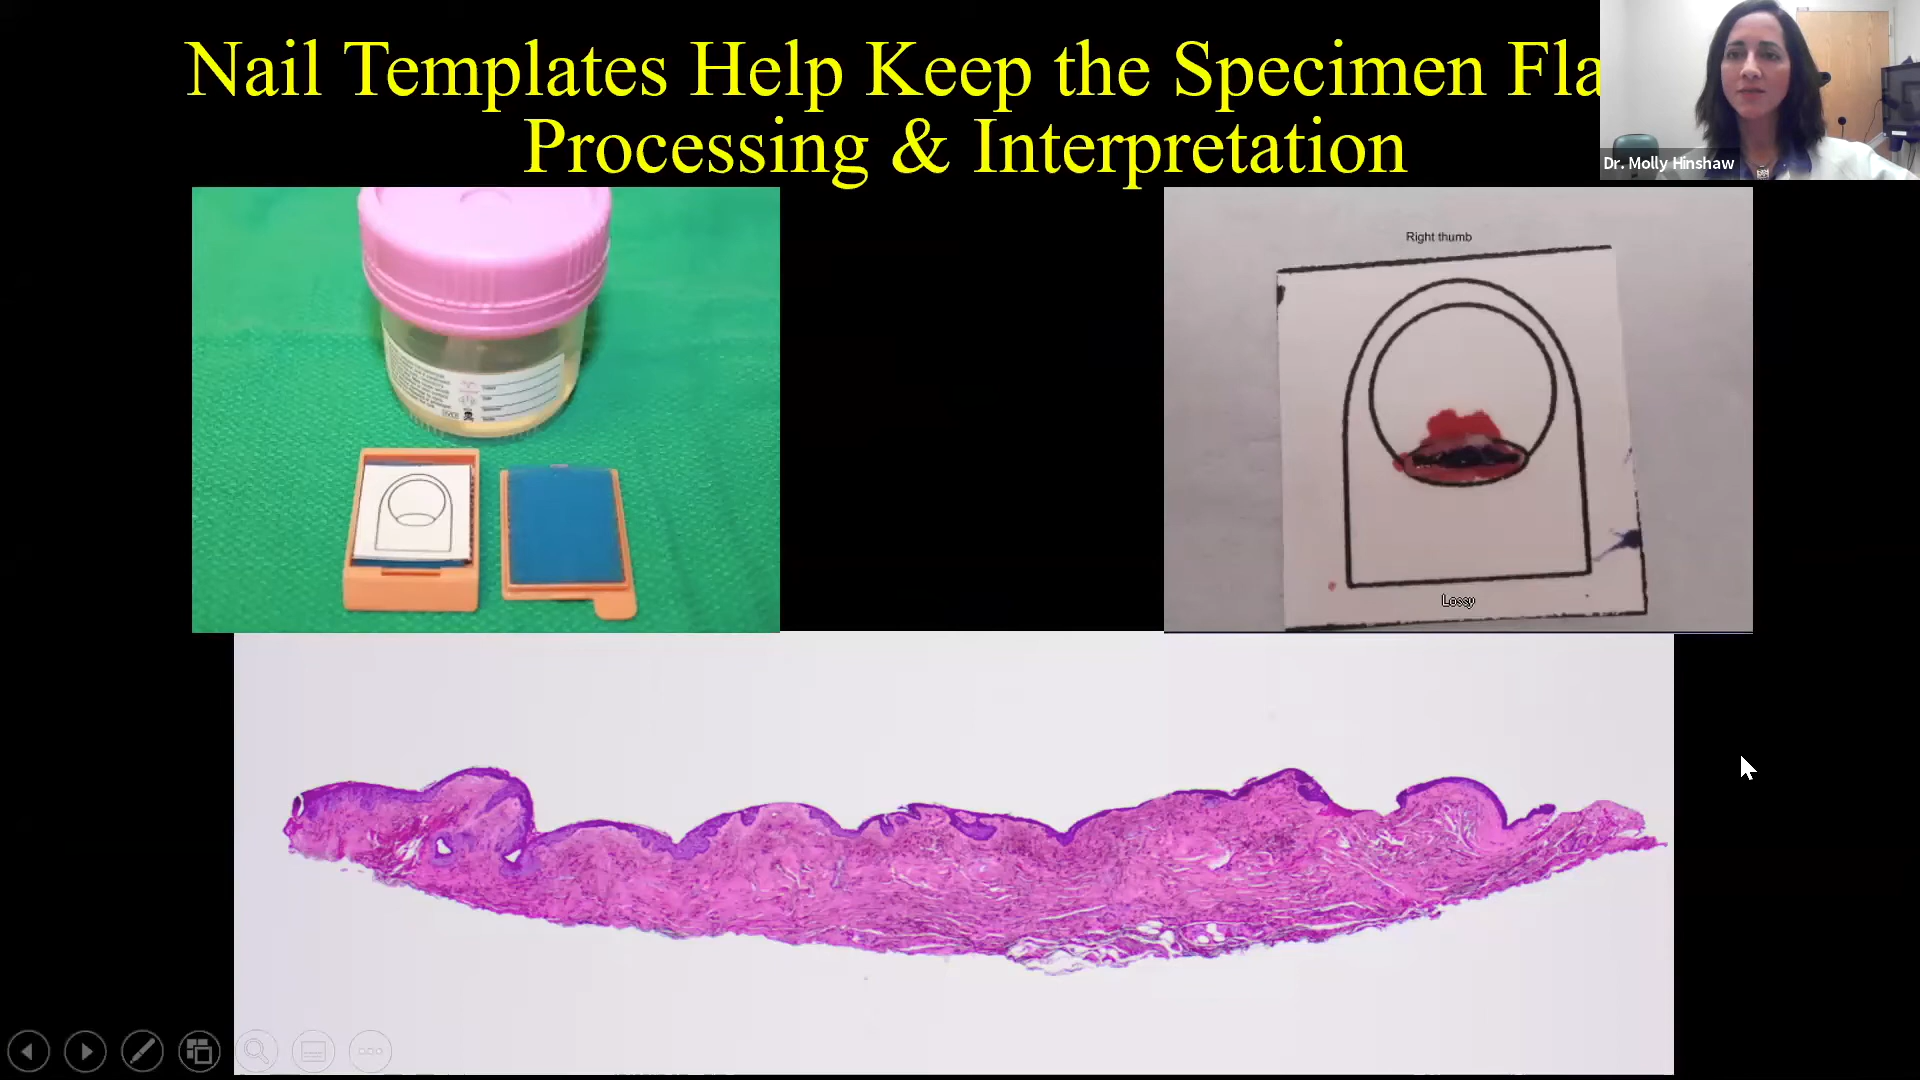 Nail Templates Help Keep the Specimen Fla
Processing & Interpretation
Dr. Molly Hinshaw
Right thumb
Lossy